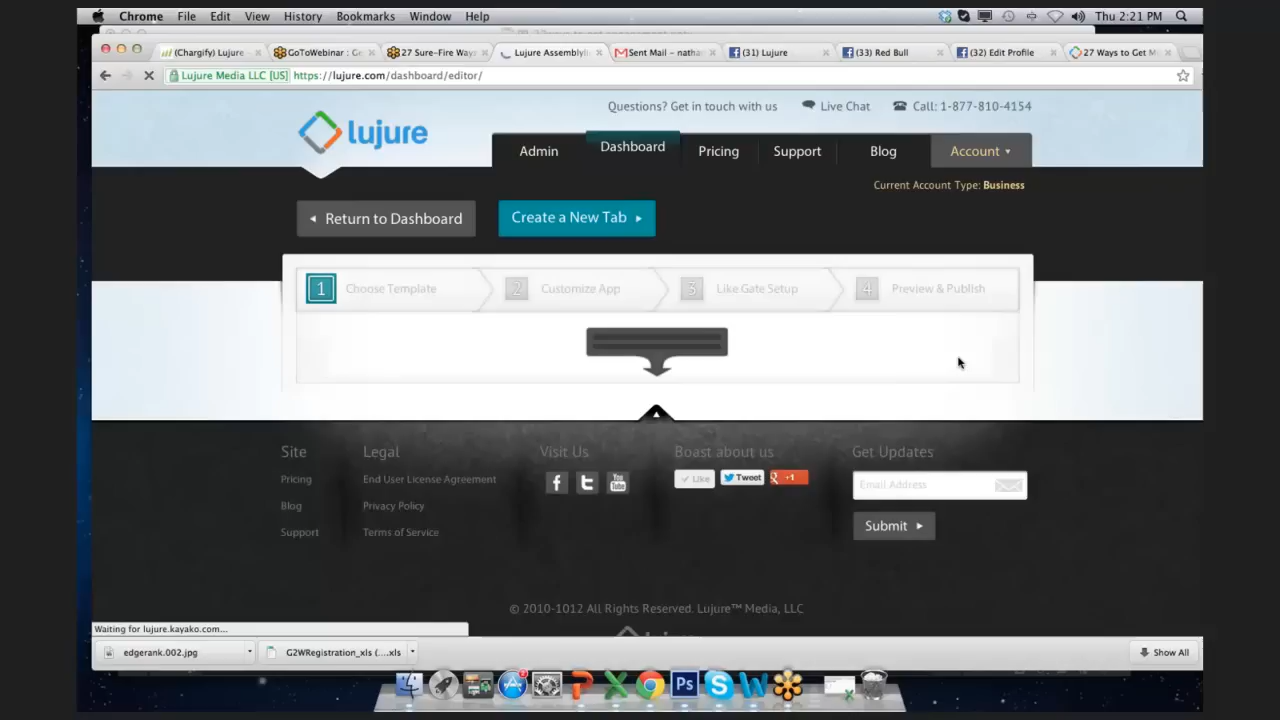 Chrome File Edit View History Bookmarks Window Help Thu 2:21 PM
(Chargify) Lujure GoToWebinar : Ge 27 Sure-Fire Ways Lujure Assemblyli Sent Mail – natha (31) Lujure (33) Red Bull (32) Edit Profile 27 Ways to Get M
Lujure Media LLC [US] https://lujure.com/dashboard/editor/
Questions? Get in touch with us Live Chat Call: 1-877-810-4154
lujure
Admin Dashboard Pricing Support Blog Account
Current Account Type: Business
Return to Dashboard Create a New Tab
1 Choose Template 2 Customize App 3 Like Gate Setup 4 Preview & Publish
Site Legal Visit Us Boast about us Get Updates
Pricing End User License Agreement f t You Tube Like Tweet g +1 Email Address
Blog Privacy Policy
Submit
Support Terms of Service
© 2010-1012 All Rights Reserved. Lujure™ Media, LLC
Waiting for lujure.kayako.com...
edgerank.002.jpg G2WRegistration_xls (....xls Show All
Ps